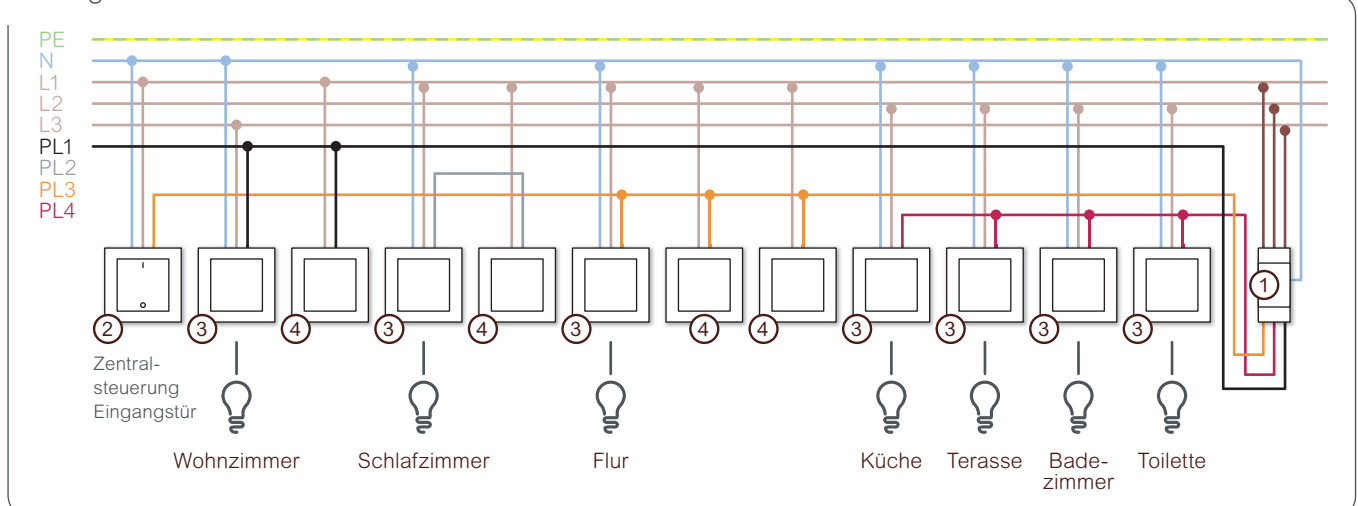 PE
N
L1
L2
L3
PL1
PL2
PL3
PL4
1
2
3
4
3
4
3
4
4
3
3
3
3
Zentral-
steuerung
Eingangstür
Wohnzimmer
Schlafzimmer
Flur
Küche
Terasse
Bade-
zimmer
Toilette